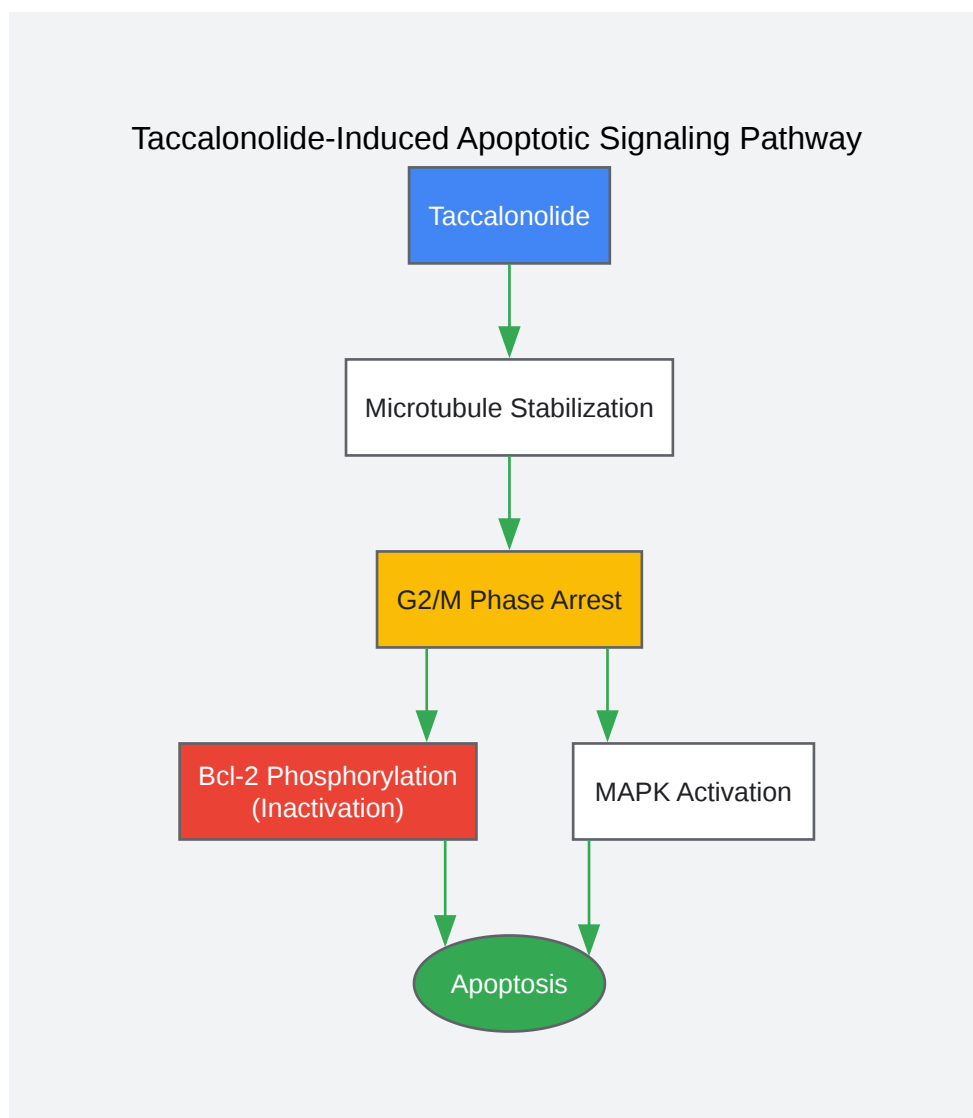 Taccalonolide-Induced Apoptotic Signaling Pathway
Taccalonolide
Microtubule Stabilization
G2/M Phase Arrest
Bcl-2 Phosphorylation
(Inactivation)
MAPK Activation
Apoptosis